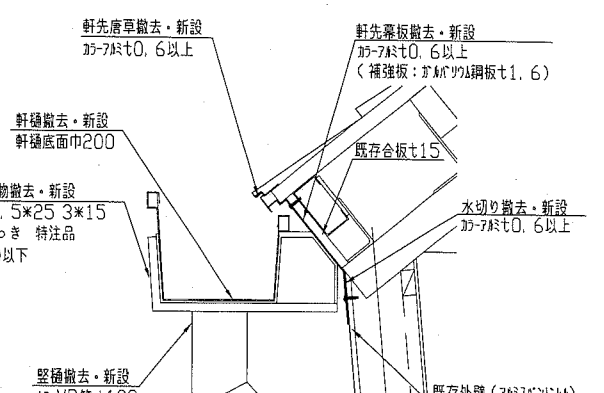 軒先唐草撤去・新設
カラーアルミt0, 6以上
軒先幕板撤去・新設
カラーアルミt0, 6以上
(補強板：ガルバリウム鋼板t1, 6)
軒樋撤去・新設
軒樋底面巾200
既存合板t15
物撤去・新設
, 5*25 3*15
っき 特注品
以下
水切り撤去・新設
カラーアルミt0, 6以上
竪樋撤去・新設
既存外壁